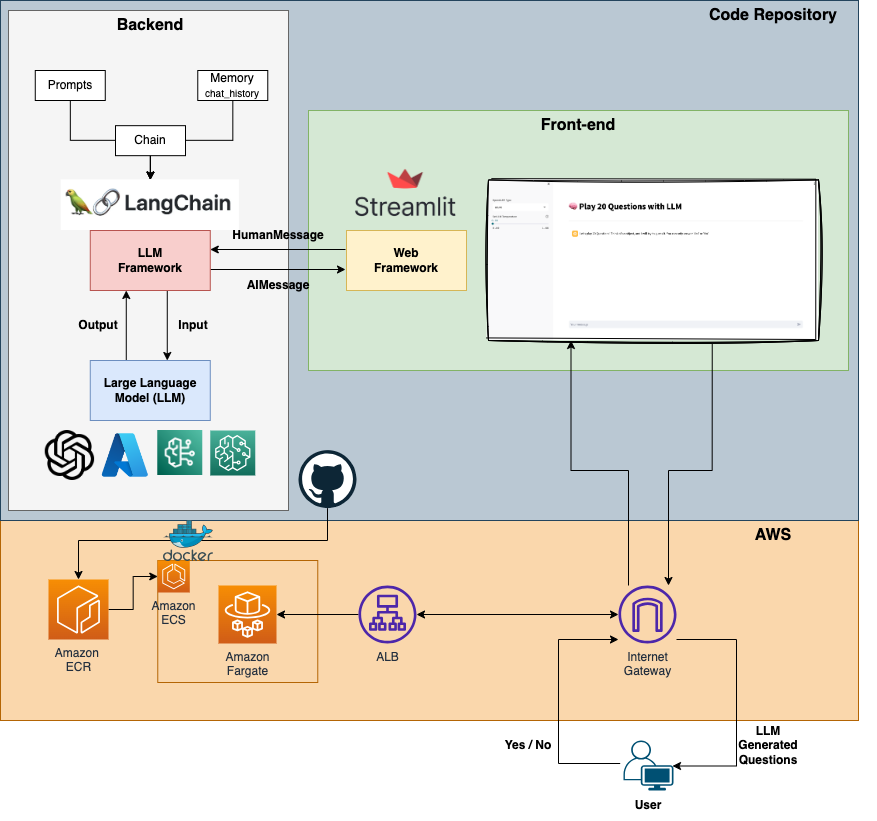 Code Repository
Backend
Prompts
Memory
chat_history
Chain
LangChain
LLM
Framework
Output
Input
Large Language
Model (LLM)
HumanMessage
AIMessage
Front-end
Streamlit
Web
Framework
Play 20 Questions with LLM
AWS
docker
Amazon
ECR
Amazon
ECS
Amazon
Fargate
ALB
Internet
Gateway
Yes / No
LLM
Generated
Questions
User